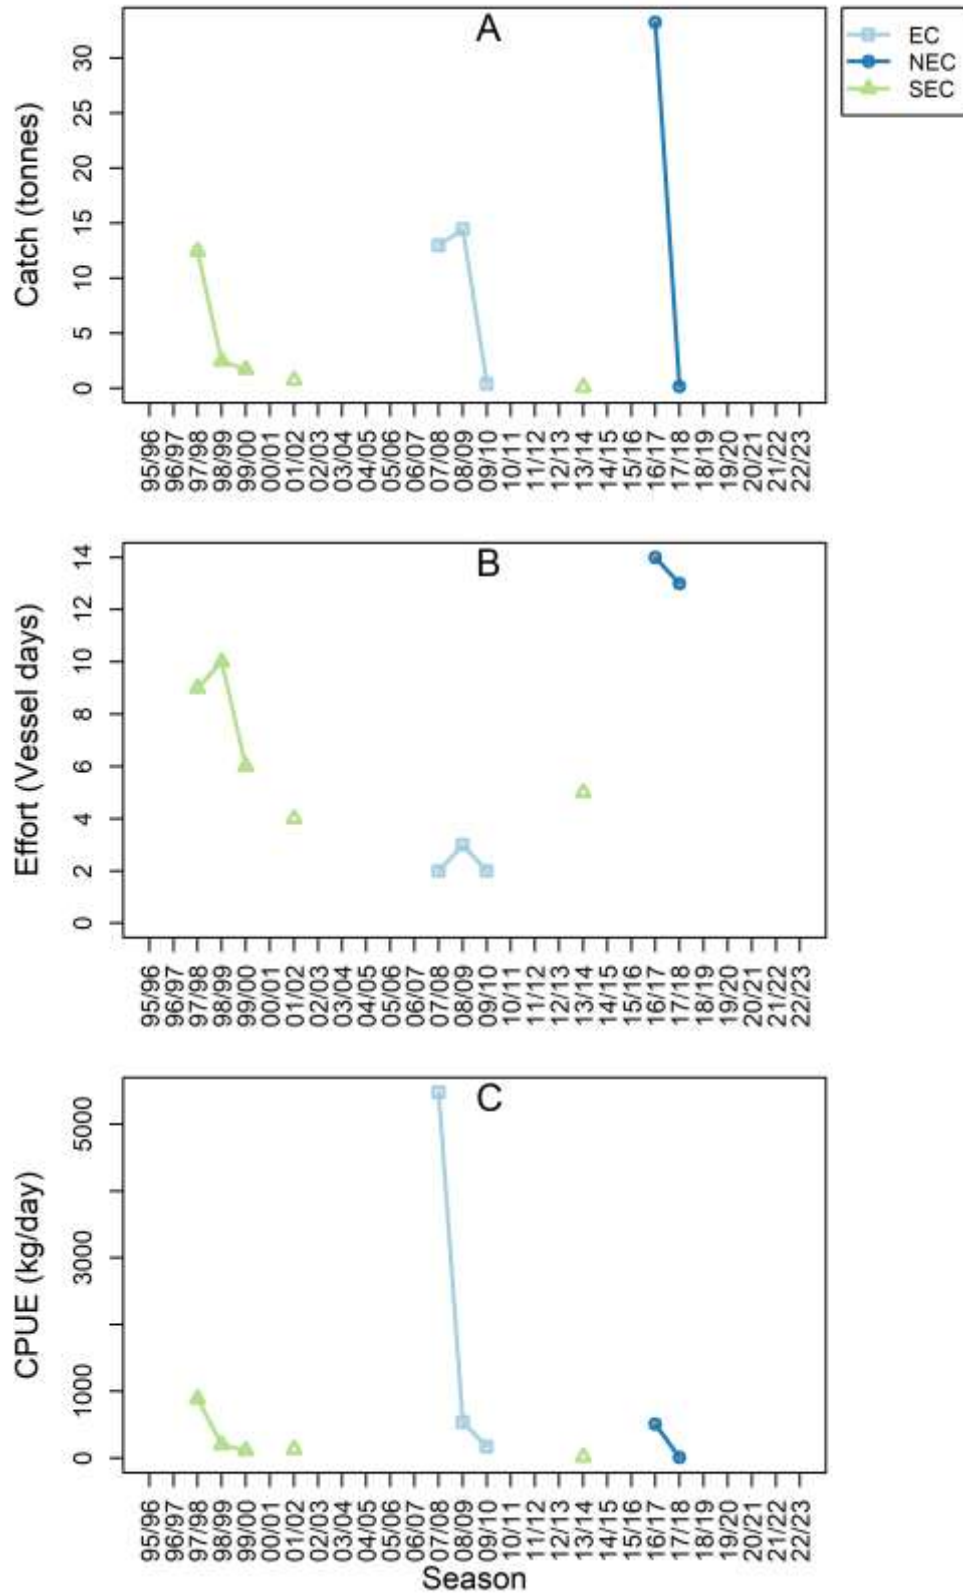 A
EC
NEC
SEC
Catch (tonnes)
30
25
20
15
10
5
0
95/96 96/97 97/98 98/99 99/00 00/01 01/02 02/03 03/04 04/05 05/06 06/07 07/08 08/09 09/10 10/11 11/12 12/13 13/14 14/15 15/16 16/17 17/18 18/19 19/20 20/21 21/22 22/23
B
Effort (Vessel days)
14
12
10
8
6
4
2
0
95/96 96/97 97/98 98/99 99/00 00/01 01/02 02/03 03/04 04/05 05/06 06/07 07/08 08/09 09/10 10/11 11/12 12/13 13/14 14/15 15/16 16/17 17/18 18/19 19/20 20/21 21/22 22/23
C
CPUE (kg/day)
5000
3000
1000
0
95/96 96/97 97/98 98/99 99/00 00/01 01/02 02/03 03/04 04/05 05/06 06/07 07/08 08/09 09/10 10/11 11/12 12/13 13/14 14/15 15/16 16/17 17/18 18/19 19/20 20/21 21/22 22/23
Season